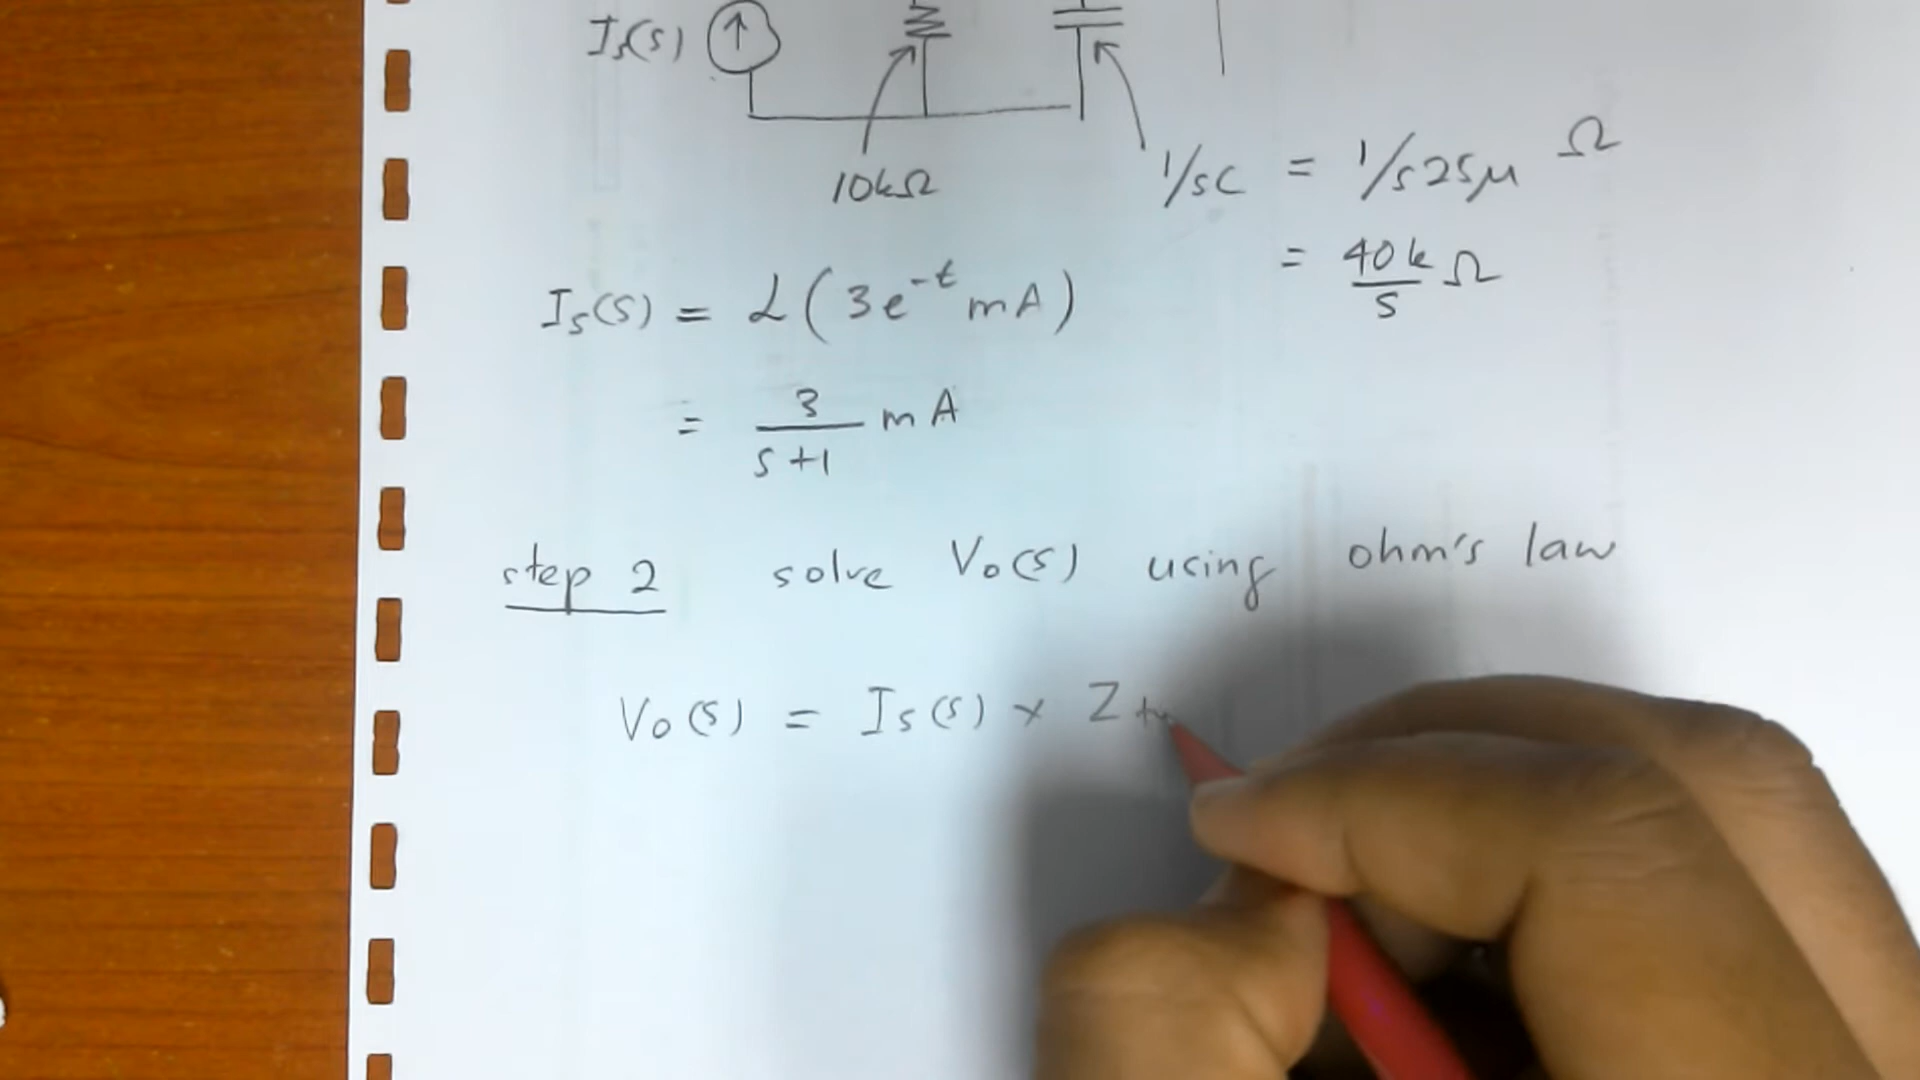 Is(s)
10kΩ
1/sC = 1/s25μ Ω
= 40k/s Ω
Is(s) = ℒ(3e^-t mA)
= 3/(s+1) mA
step 2 solve Vo(s) using ohm's law
Vo(s) = Is(s) × Z